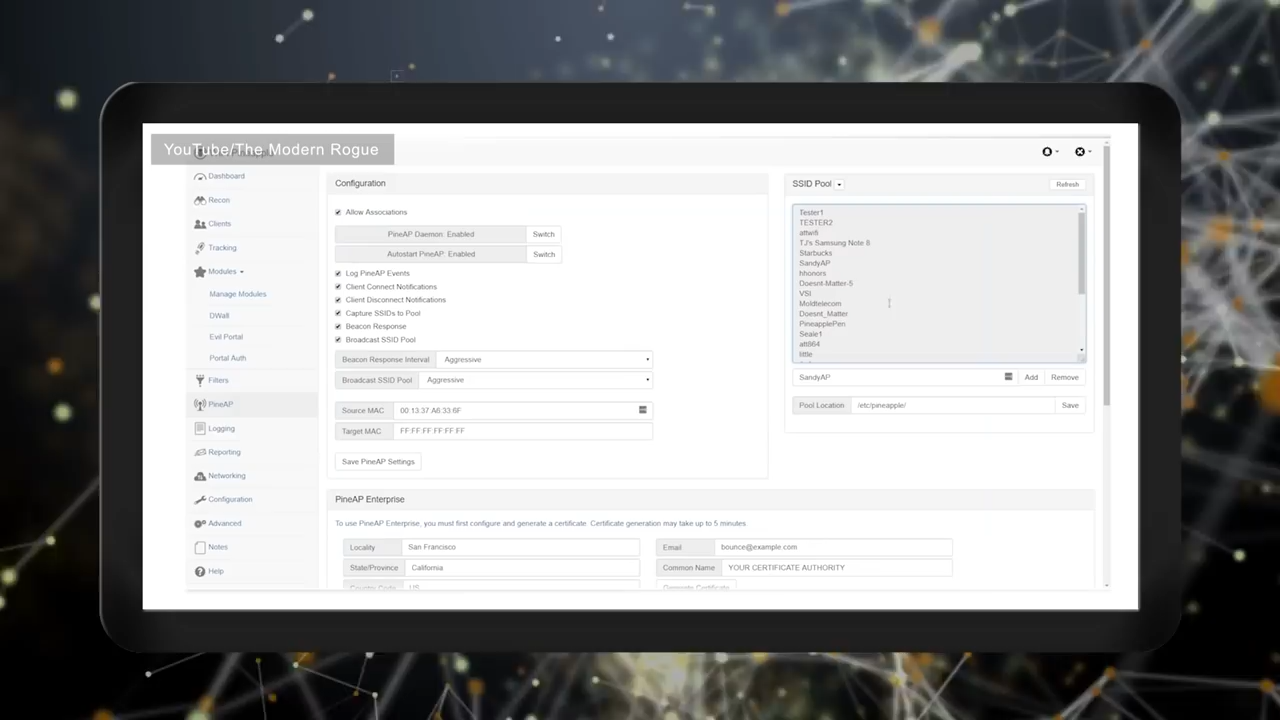 YouTube/The Modern Rogue
Dashboard
Recon
Clients
Tracking
Modules
Manage Modules
DWall
Evil Portal
Portal Auth
Filters
PineAP
Logging
Reporting
Networking
Configuration
Advanced
Notes
Help
Configuration
Allow Associations
PineAP Daemon: Enabled Switch
Autostart PineAP: Enabled Switch
Log PineAP Events
Client Connect Notifications
Client Disconnect Notifications
Capture SSIDs to Pool
Beacon Response
Broadcast SSID Pool
Beacon Response Interval Aggressive
Broadcast SSID Pool Aggressive
Source MAC 00:13:37:A6:33:6F
Target MAC FF:FF:FF:FF:FF:FF
Save PineAP Settings
SSID Pool Refresh
Tester1
TESTER2
attwifi
TJ's Samsung Note 8
Starbucks
SandyAP
hhonors
Doesnt-Matter-5
VSI
Moldtelecom
Doesnt_Matter
PineapplePen
Seale1
att864
little
SandyAP Add Remove
Pool Location /etc/pineapple/ Save
PineAP Enterprise
To use PineAP Enterprise, you must first configure and generate a certificate. Certificate generation may take up to 5 minutes
Locality San Francisco Email bounce@example.com
State/Province California Common Name YOUR CERTIFICATE AUTHORITY
Country Code US Generate Certificate